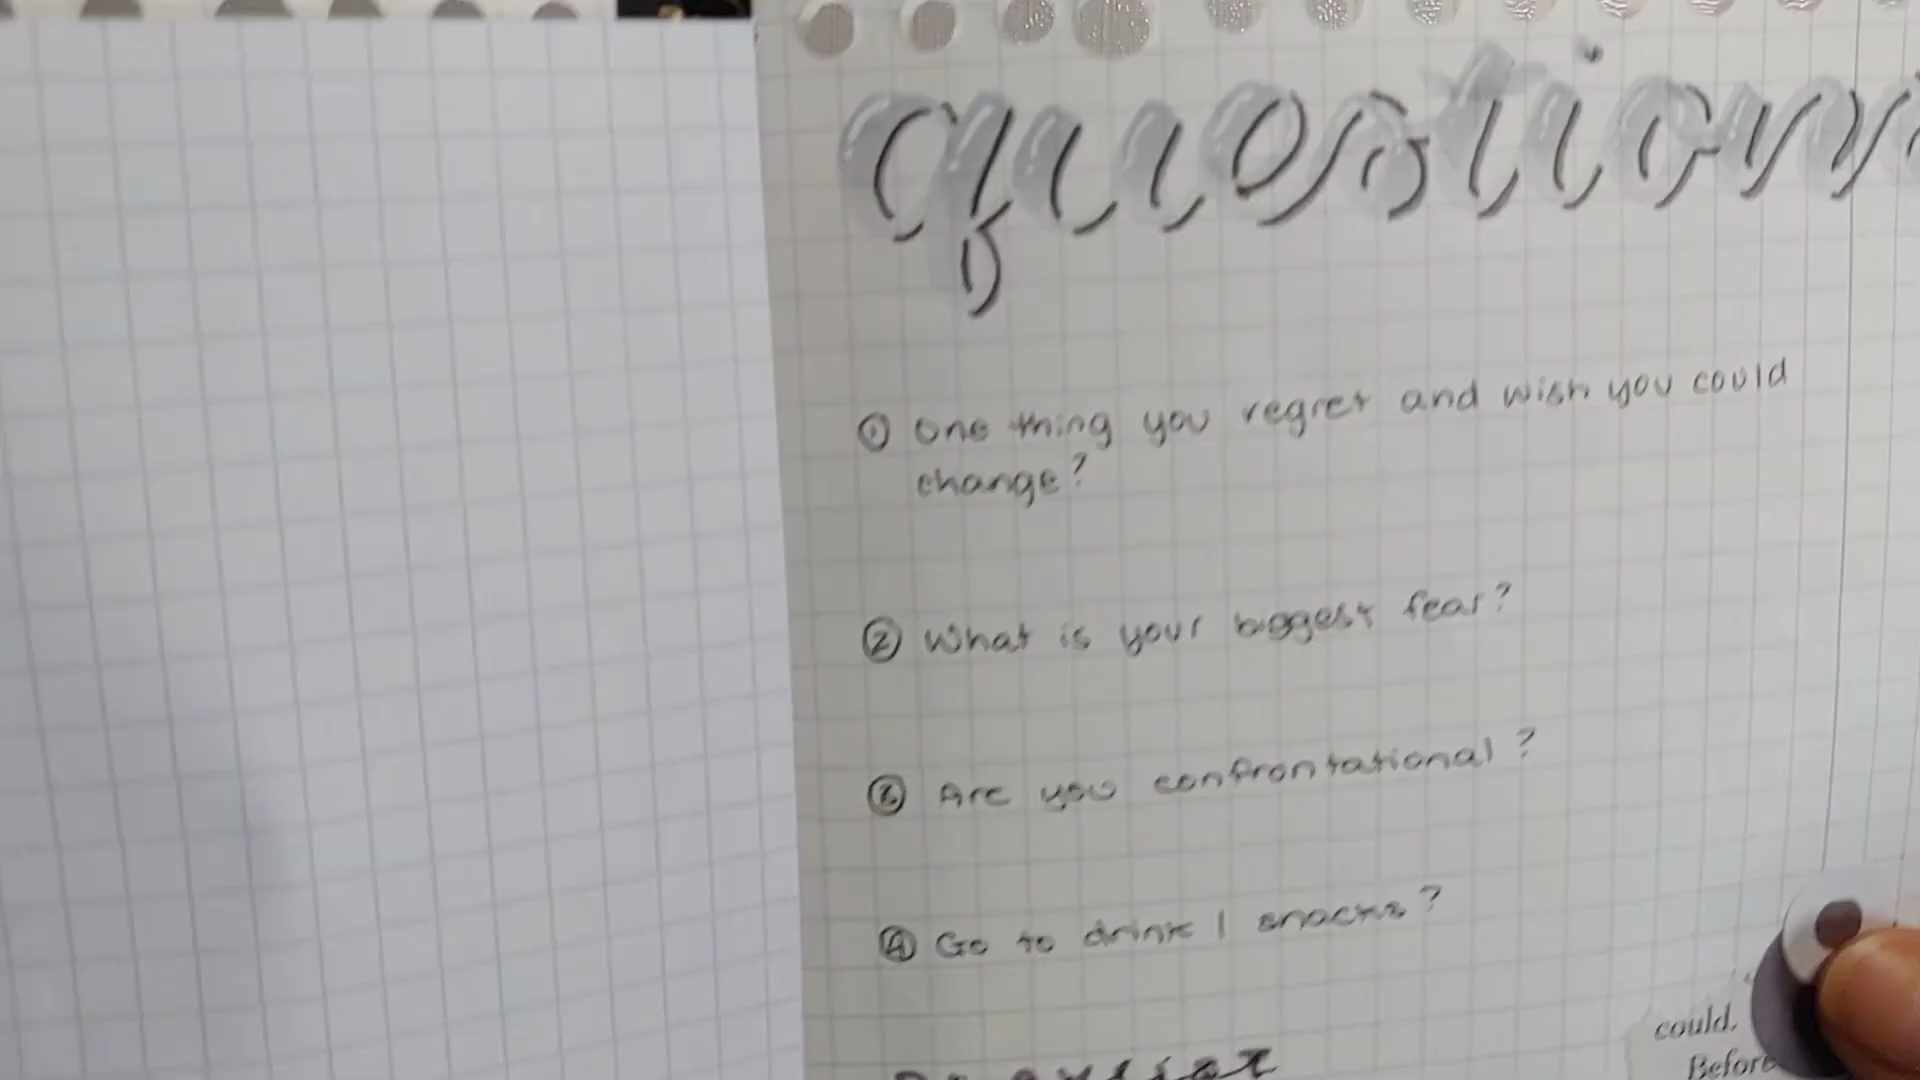 questions
① One thing you regret and wish you could
change?
② What is your biggest fear?
③ Are you confrontational?
④ Go to drink / snacks?
could.
Before